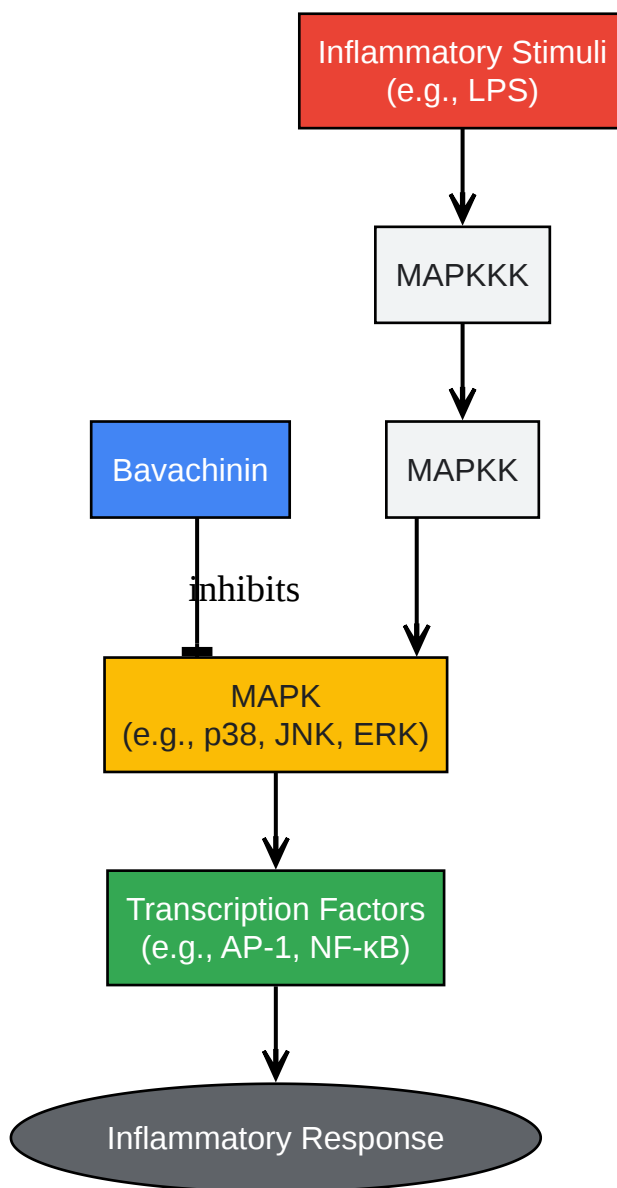 Inflammatory Stimuli
(e.g., LPS)
MAPKKK
Bavachinin
MAPKK
inhibits
MAPK
(e.g., p38, JNK, ERK)
Transcription Factors
(e.g., AP-1, NF-κB)
Inflammatory Response